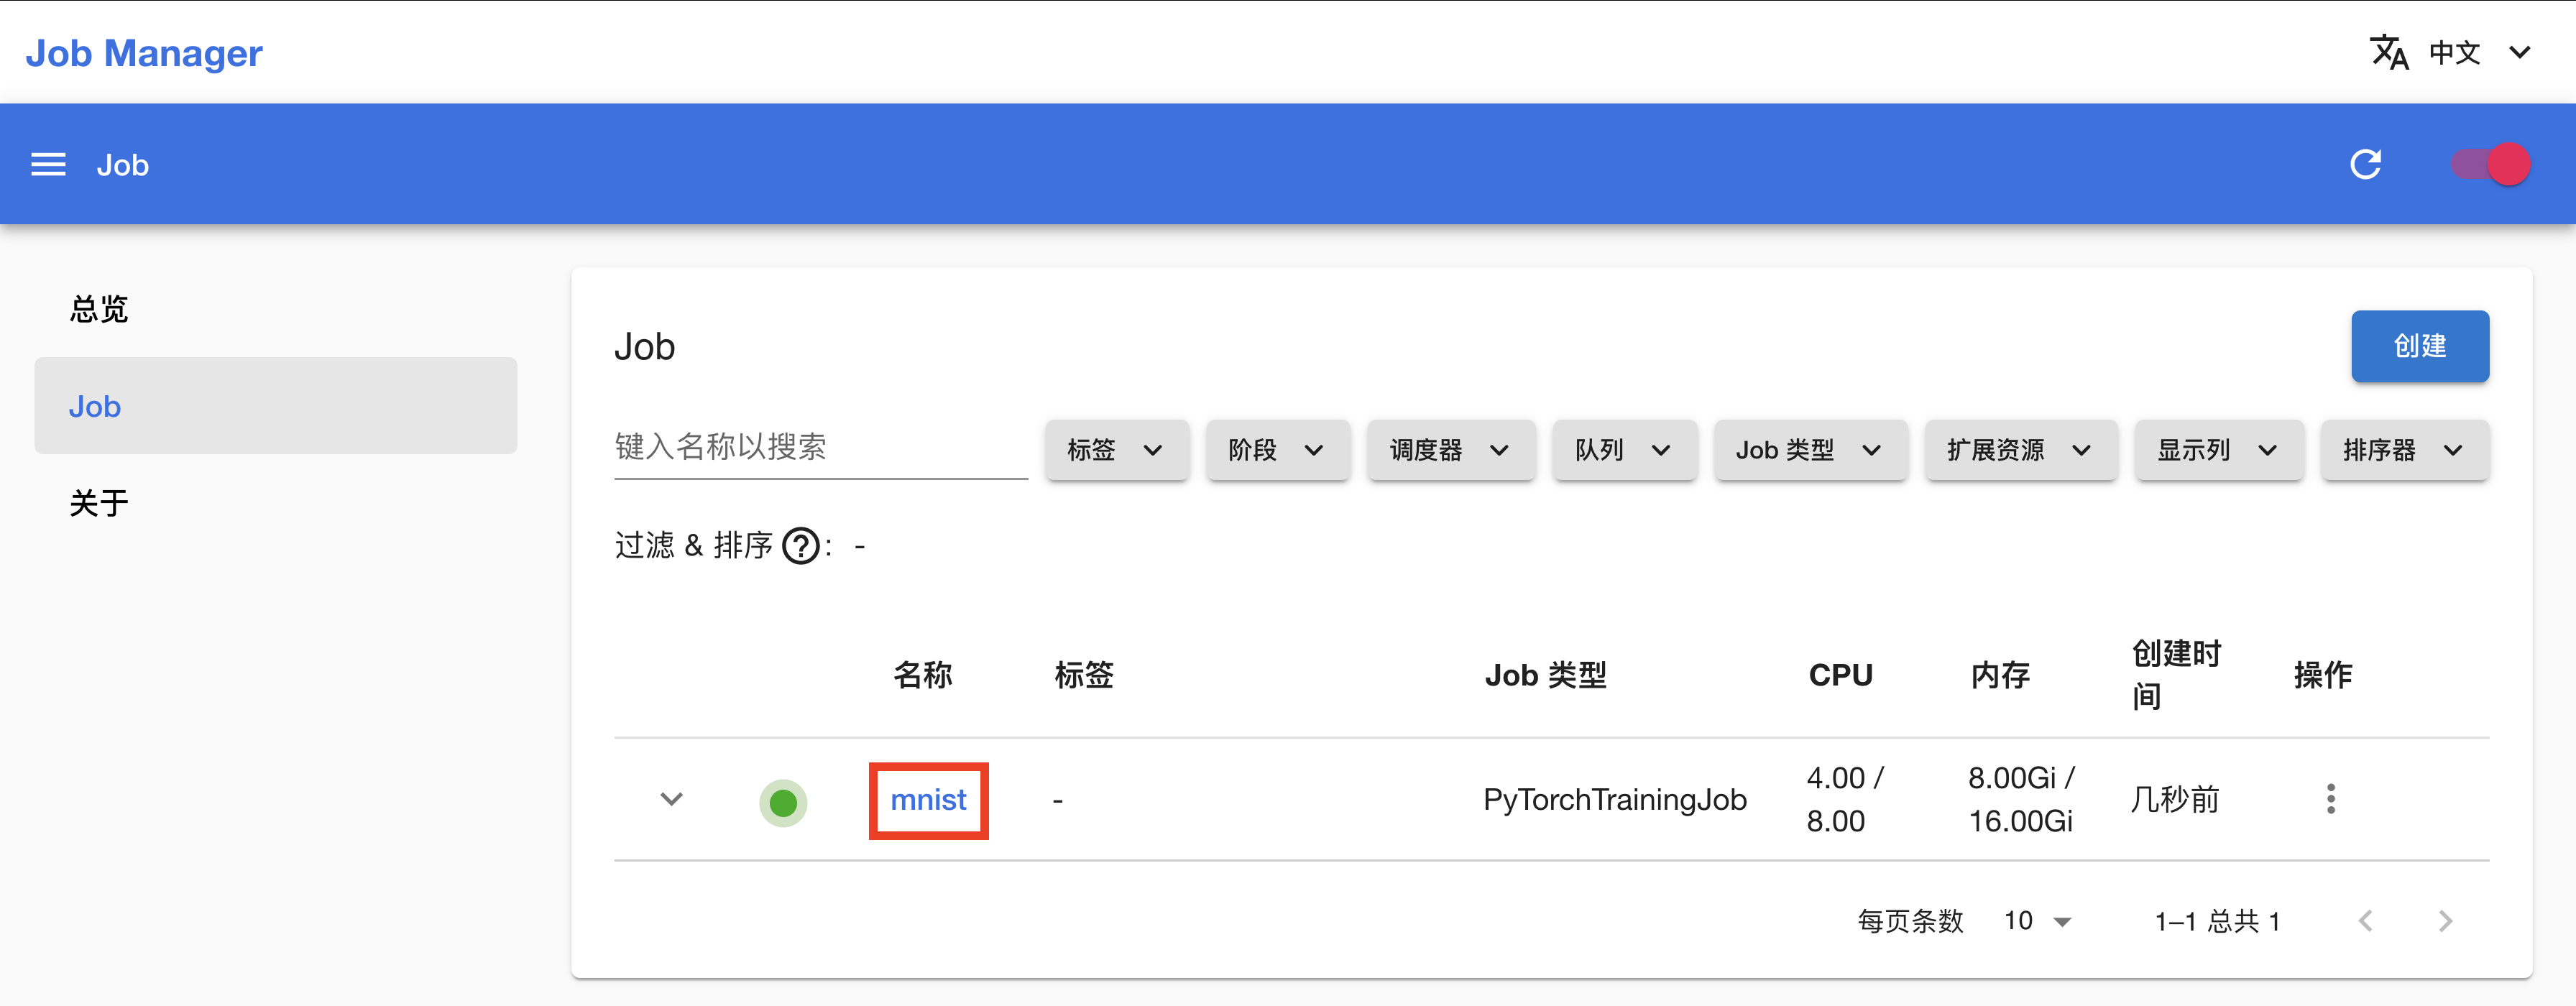 Job Manager
中文
Job
总览
Job
关于
Job
创建
键入名称以搜索
标签
阶段
调度器
队列
Job 类型
扩展资源
显示列
排序器
过滤 & 排序 ?: -
名称 标签 Job 类型 CPU 内存 创建时间 操作
mnist - PyTorchTrainingJob 4.00 / 8.00 8.00Gi / 16.00Gi 几秒前
每页条数 10 1–1 总共 1